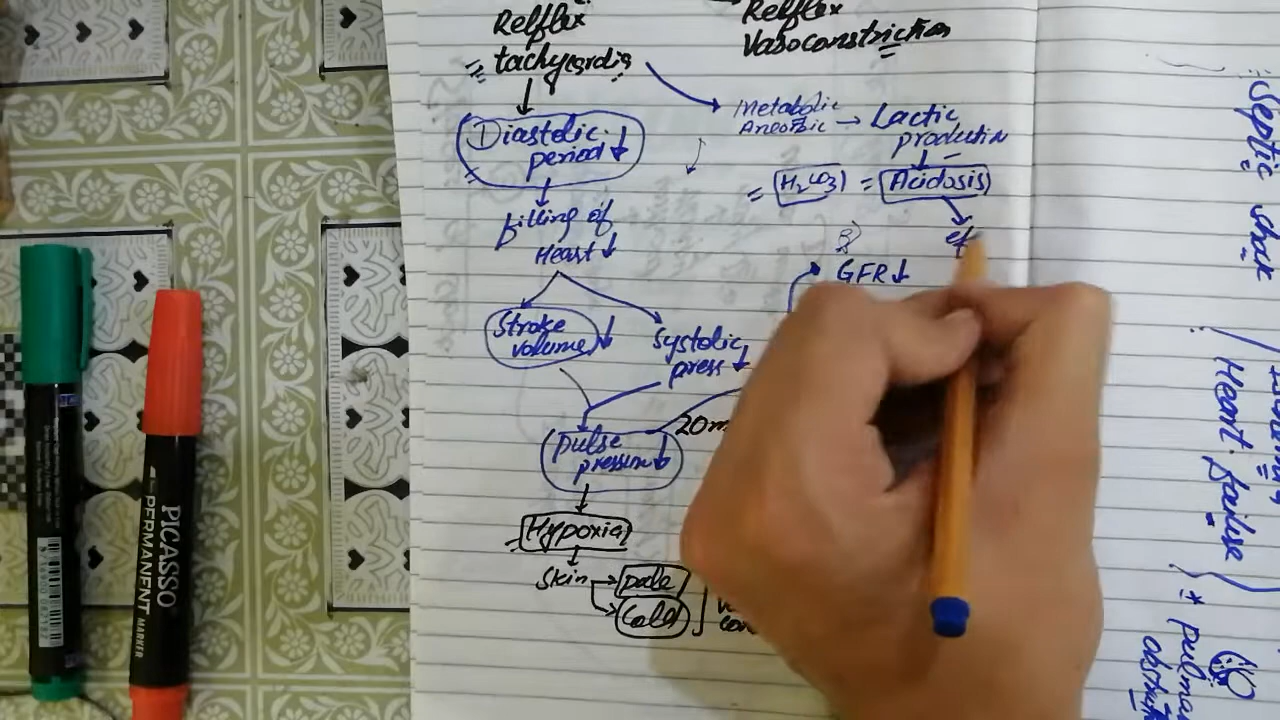 Relflex
tachycardia
Relflex
Vasoconstriction
Diastolic
period ↓
Metabolic
Aneorbic → Lactic
production
= H₂CO₃ = Acidosis
filling of
Heart ↓
GFR ↓
Stroke
volume ↓
Systolic
press ↓
Pulse
pressure ↓
20m
Hypoxia
Skin → Pale
Cold
Septic shock
Heart failure
* pulmo
PICASSO
PERMANENT MARKER